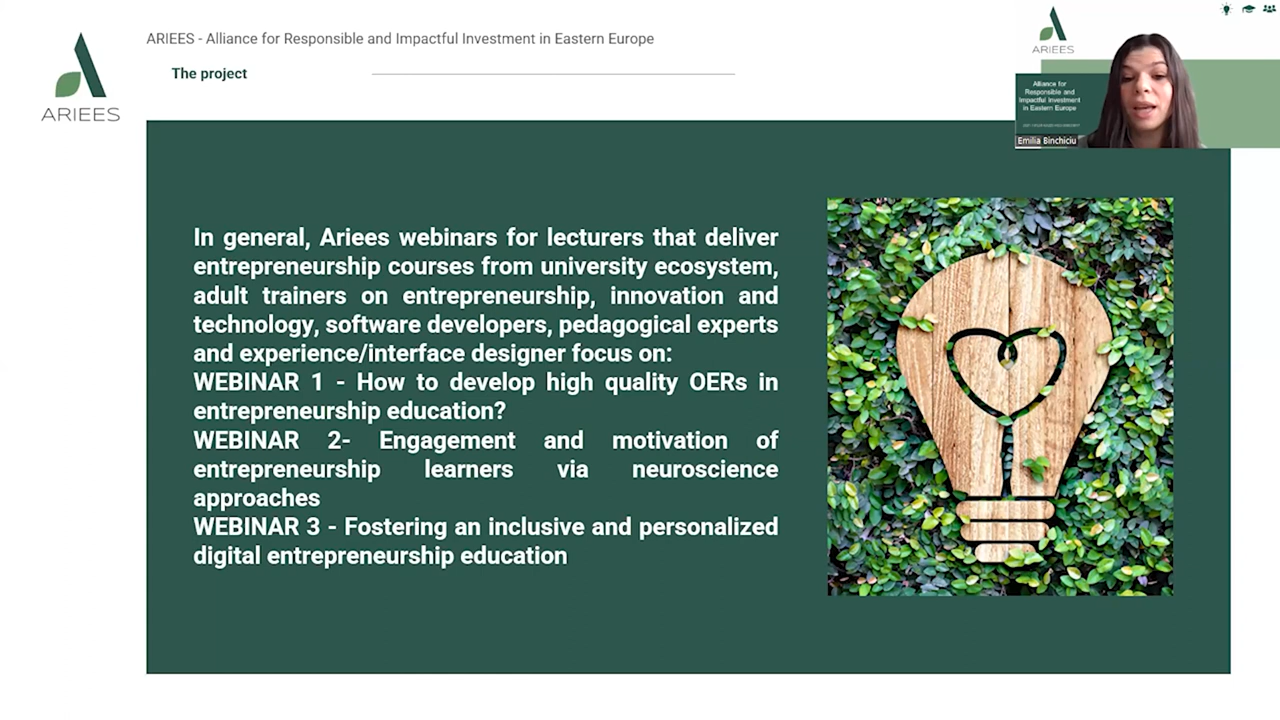 ARIEES - Alliance for Responsible and Impactful Investment in Eastern Europe
The project
ARIEES
In general, Ariees webinars for lecturers that deliver
entrepreneurship courses from university ecosystem,
adult trainers on entrepreneurship, innovation and
technology, software developers, pedagogical experts
and experience/interface designer focus on:
WEBINAR 1 - How to develop high quality OERs in
entrepreneurship education?
WEBINAR 2- Engagement and motivation of
entrepreneurship learners via neuroscience
approaches
WEBINAR 3 - Fostering an inclusive and personalized
digital entrepreneurship education
ARIEES
Alliance for
Responsible and
Impactful Investment
in Eastern Europe
Emilia Binchiciu